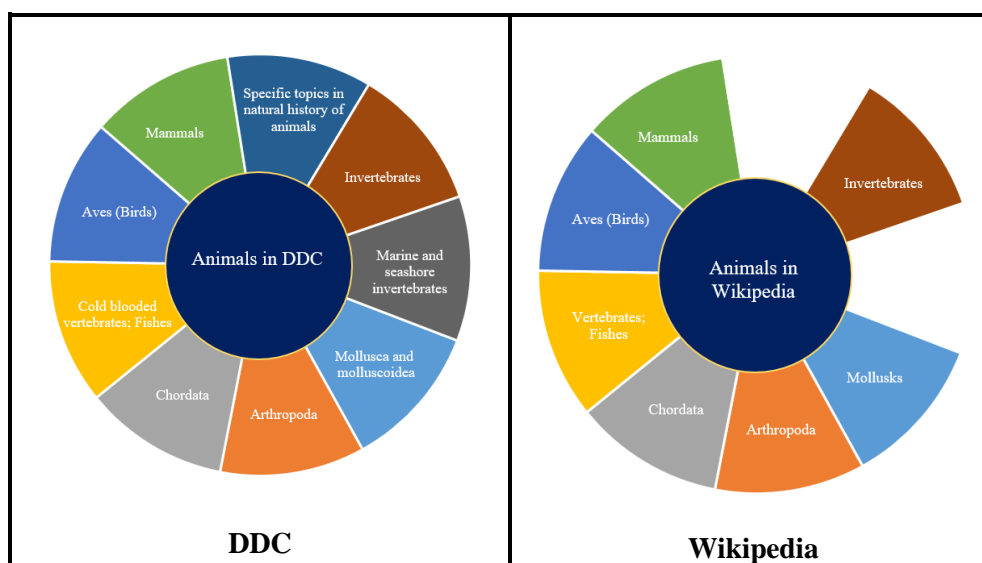 Specific topics in
natural history of
animals
Mammals
Invertebrates
Aves (Birds)
Animals in DDC
Marine and
seashore
invertebrates
Cold blooded
vertebrates; Fishes
Mollusca and
molluscoidea
Chordata
Arthropoda
DDC
Mammals
Invertebrates
Aves (Birds)
Animals in
Wikipedia
Vertebrates;
Fishes
Mollusks
Chordata
Arthropoda
Wikipedia